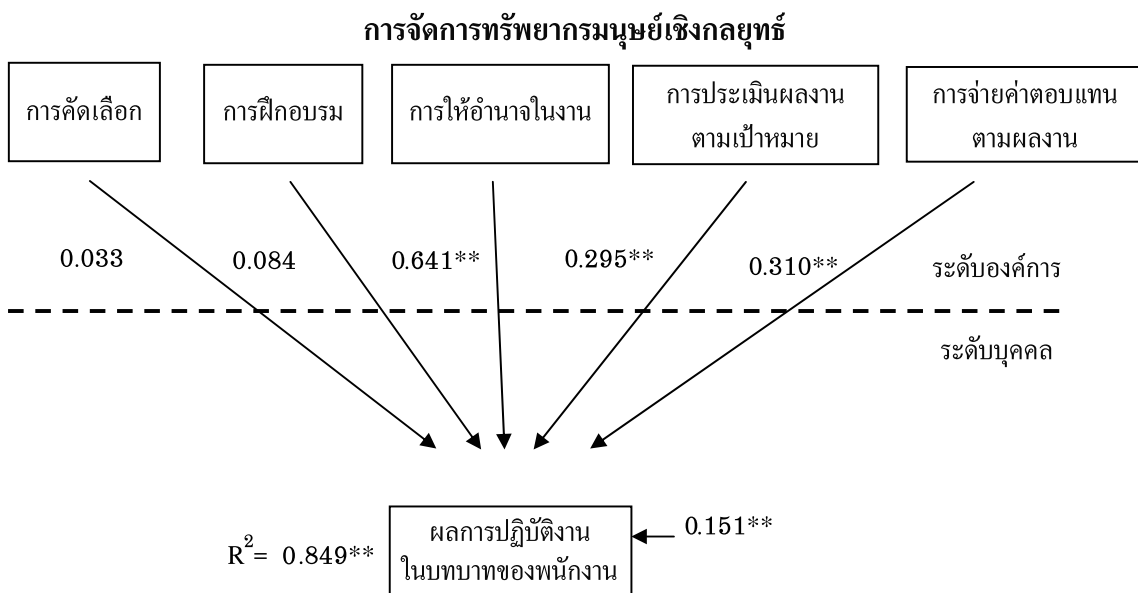 การจัดการทรัพยากรมนุษย์เชิงกลยุทธ์
การคัดเลือก
การฝึกอบรม
การให้อำนาจในงาน
การประเมินผลงาน
ตามเป้าหมาย
การจ่ายค่าตอบแทน
ตามผลงาน
0.033
0.084
0.641**
0.295**
0.310**
ระดับองค์การ
ระดับบุคคล
R²= 0.849**
ผลการปฏิบัติงาน
ในบทบาทของพนักงาน
0.151**